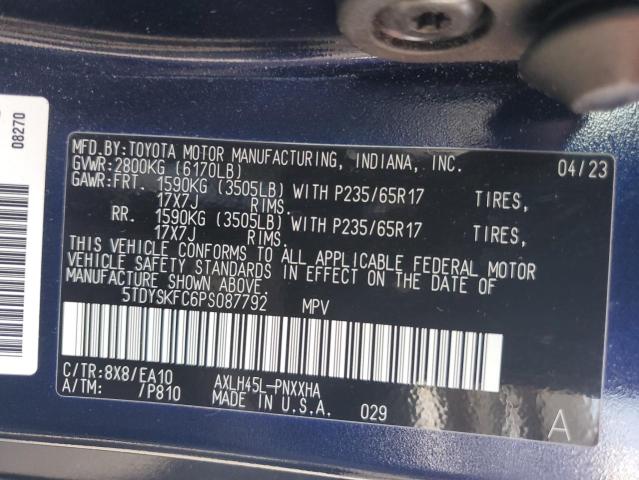 08270
MFD.BY:TOYOTA MOTOR MANUFACTURING, INDIANA, INC. 04/23
GVWR:2800KG (6170LB)
GAWR:FRT. 1590KG (3505LB) WITH P235/65R17 TIRES,
17X7J RIMS.
RR. 1590KG (3505LB) WITH P235/65R17 TIRES,
17X7J RIMS.
THIS VEHICLE CONFORMS TO ALL APPLICABLE FEDERAL MOTOR
VEHICLE SAFETY STANDARDS IN EFFECT ON THE DATE OF
MANUFACTURE SHOWN ABOVE.
5TDYSKFC6PS087792 MPV
C/TR:8X8/EA10 AXLH45L-PNXXHA
A/TM: /P810 MADE IN U.S.A. 029 A